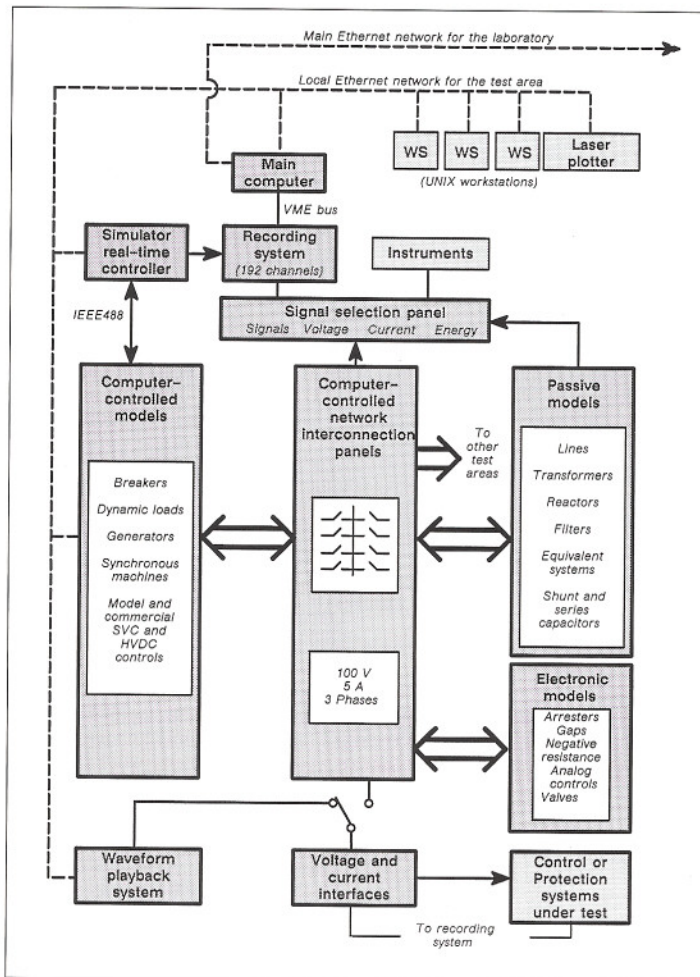 Main Ethernet network for the laboratory
Local Ethernet network for the test area
WS
WS
WS
Laser
plotter
(UNIX workstations)
Main
computer
VME bus
Simulator
real-time
controller
Recording
system
(192 channels)
Instruments
IEEE488
Signal selection panel
Signals Voltage Current Energy
Computer-
controlled
models
Breakers
Dynamic loads
Generators
Synchronous
machines
Model and
commercial
SVC and
HVDC
controls
Computer-
controlled
network
interconnection
panels
To
other
test
areas
100 V
5 A
3 Phases
Passive
models
Lines
Transformers
Reactors
Filters
Equivalent
systems
Shunt and
series
capacitors
Electronic
models
Arresters
Gaps
Negative
resistance
Analog
controls
Valves
Waveform
playback
system
Voltage and
current
interfaces
Control or
Protection
systems
under test
To recording
system